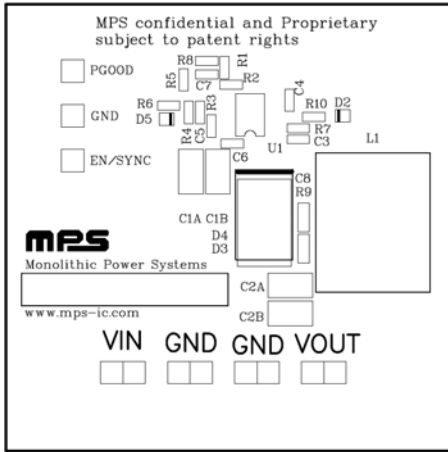 MPS confidential and Proprietary
subject to patent rights
PGOOD
R8
R5
C7
R1
R2
C4
GND
R6
D5
R4
C5
R3
R10
D2
R7
C3
EN/SYNC
C6
U1
L1
C8
R9
C1A C1B
D4
D3
mps
Monolithic Power Systems
C2A
www.mps-ic.com
C2B
VIN GND GND VOUT